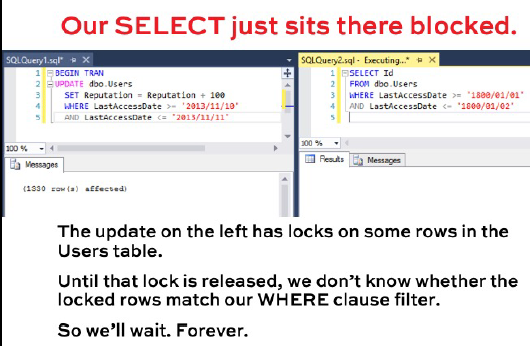 Our SELECT just sits there blocked.
SQLQuery1.sql*
SQLQuery2.sql - Executing...*
1 BEGIN TRAN
2 UPDATE dbo.Users
3 SET Reputation = Reputation + 100
4 WHERE LastAccessDate >= '2013/11/10'
5 AND LastAccessDate <= '2013/11/11'
100 %
Messages
(1330 row(s) affected)
1 SELECT Id
2 FROM dbo.Users
3 WHERE LastAccessDate >= '1800/01/01'
4 AND LastAccessDate <= '1800/01/02'
5
100 %
Results Messages
The update on the left has locks on some rows in the
Users table.
Until that lock is released, we don't know whether the
locked rows match our WHERE clause filter.
So we'll wait. Forever.